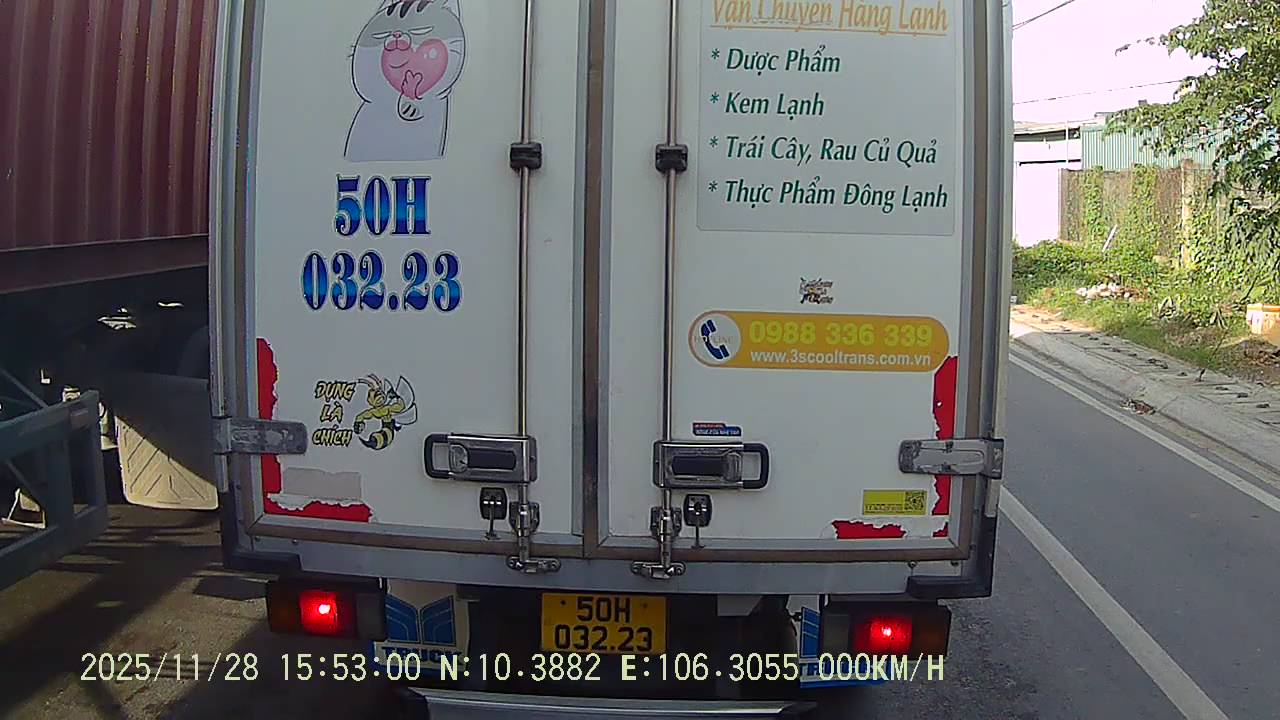 Vận Chuyển Hàng Lạnh
* Dược Phẩm
* Kem Lạnh
* Trái Cây, Rau Củ Quả
* Thực Phẩm Đông Lạnh
50H
032.23
0988 336 339
www.3scooltrans.com.vn
ĐỤNG
LÀ
CHÍCH
50H
032.23
2025/11/28 15:53:00 N:10.3882 E:106.3055 000KM/H